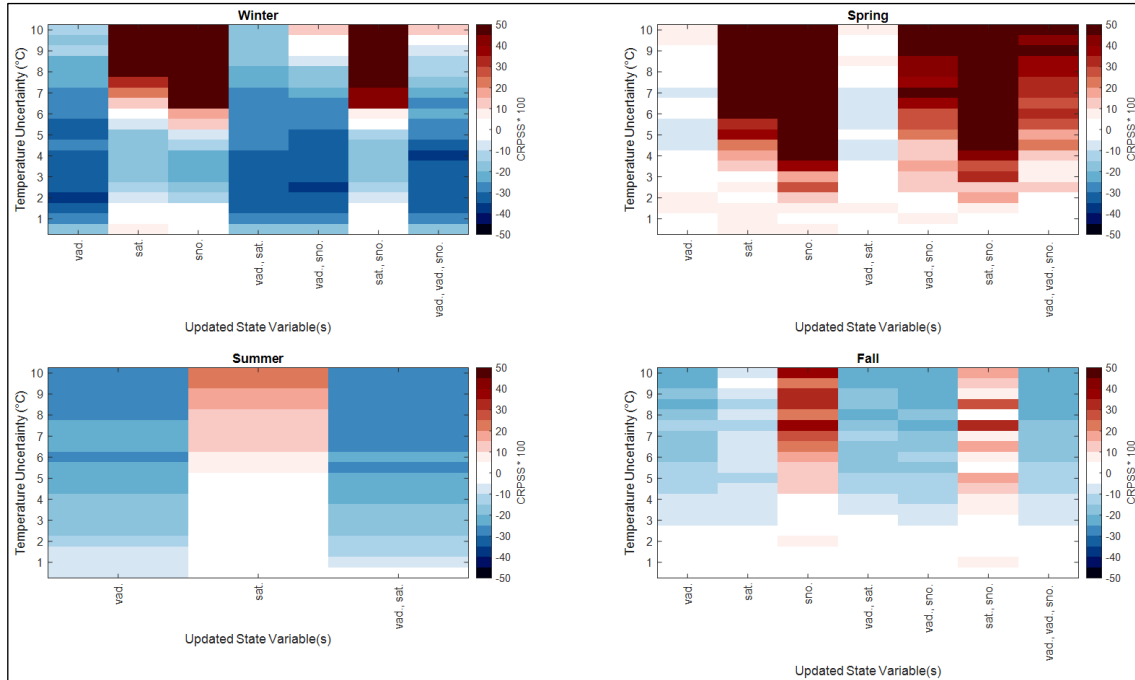 Winter
Temperature Uncertainty (°C)
10
9
8
7
6
5
4
3
2
1
vad.
sat.
sno.
vad., sat.
vad., sno.
sat., sno.
vad., vad., sno.
Updated State Variable(s)
50
40
30
20
10
0
-10
-20
-30
-40
-50
CRPSS * 100
Spring
Temperature Uncertainty (°C)
10
9
8
7
6
5
4
3
2
1
vad.
sat.
sno.
vad., sat.
vad., sno.
sat., sno.
vad., vad., sno.
Updated State Variable(s)
50
40
30
20
10
0
-10
-20
-30
-40
-50
CRPSS * 100
Summer
Temperature Uncertainty (°C)
10
9
8
7
6
5
4
3
2
1
vad.
sat.
vad., sat.
Updated State Variable(s)
50
40
30
20
10
0
-10
-20
-30
-40
-50
CRPSS * 100
Fall
Temperature Uncertainty (°C)
10
9
8
7
6
5
4
3
2
1
vad.
sat.
sno.
vad., sat.
vad., sno.
sat., sno.
vad., vad., sno.
Updated State Variable(s)
50
40
30
20
10
0
-10
-20
-30
-40
-50
CRPSS * 100